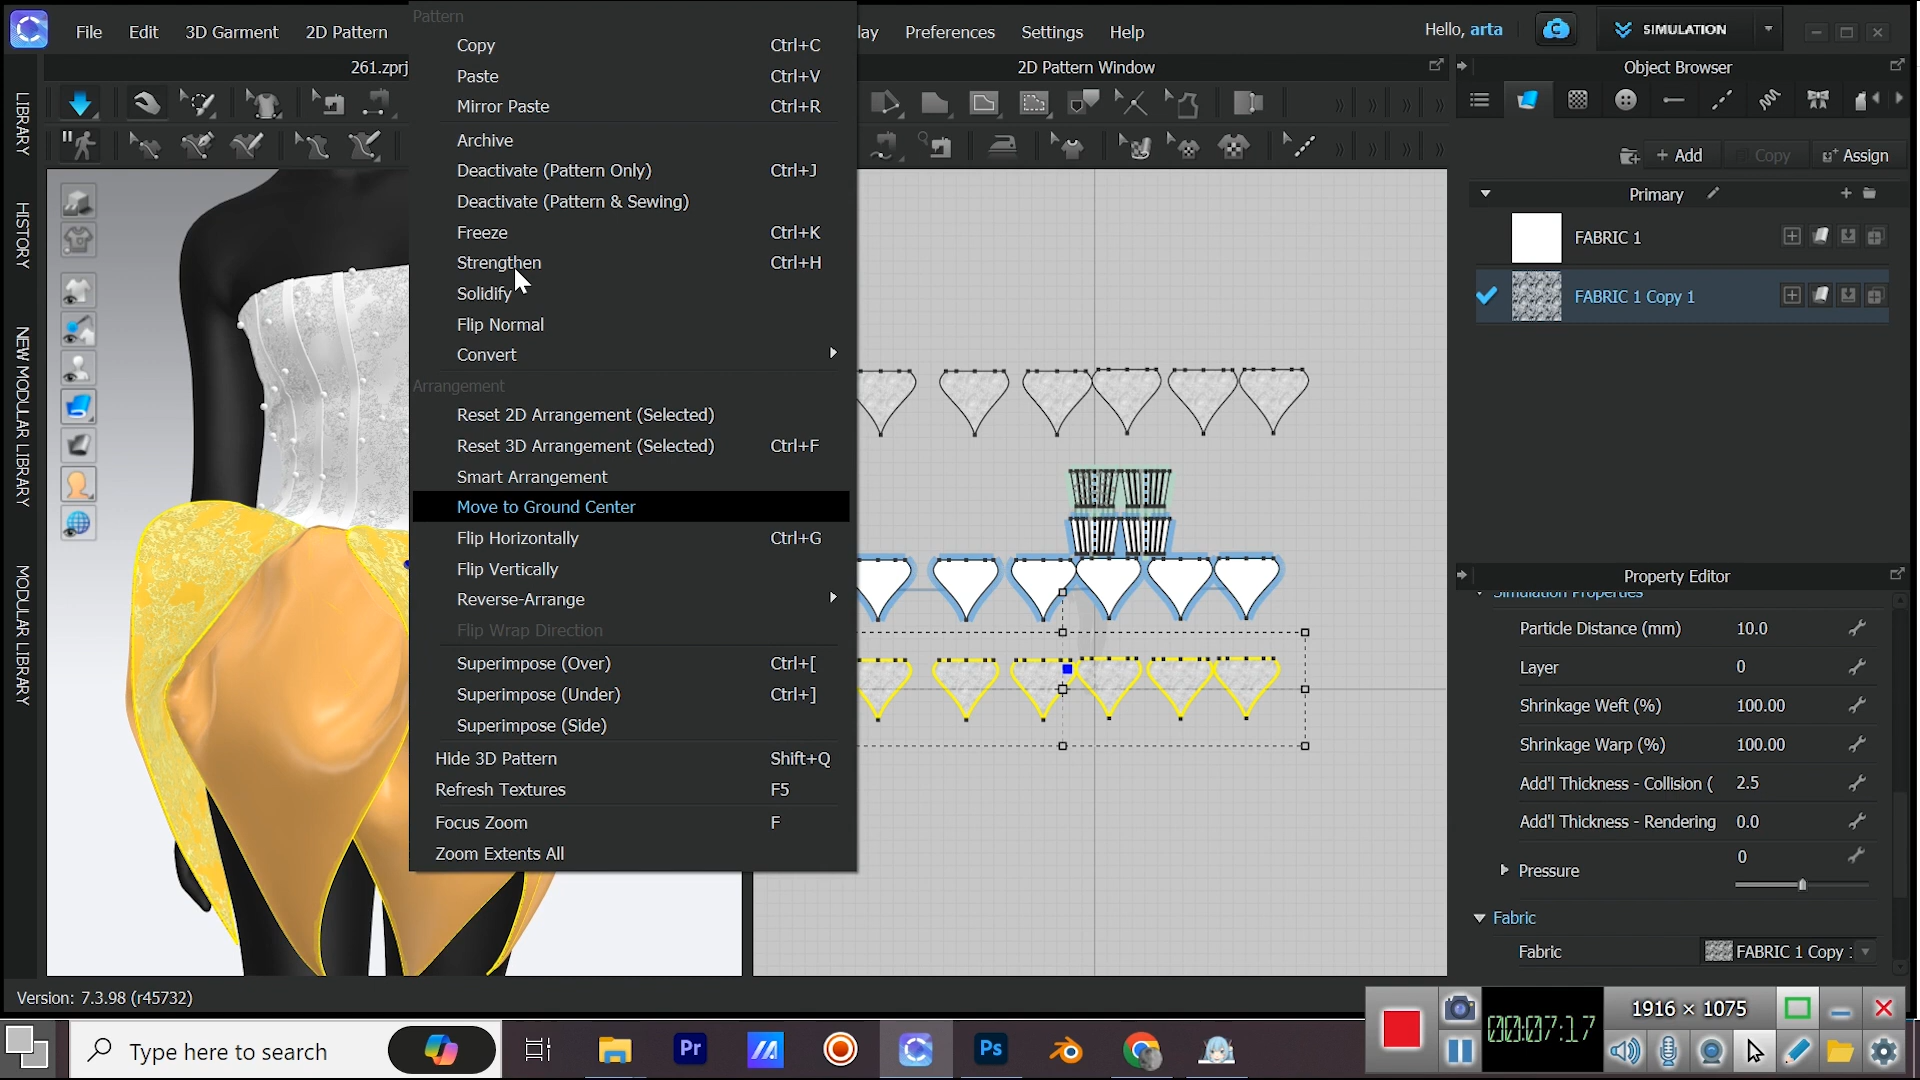 Pattern
File
Edit
3D Garment
2D Pattern
lay
Preferences
Settings
Help
Hello, arta
SIMULATION
261.zprj
2D Pattern Window
Object Browser
LIBRARY
HISTORY
NEW MODULAR LIBRARY
MODULAR LIBRARY
Copy Ctrl+C
Paste Ctrl+V
Mirror Paste Ctrl+R
Archive
Deactivate (Pattern Only) Ctrl+J
Deactivate (Pattern & Sewing)
Freeze Ctrl+K
Strengthen Ctrl+H
Solidify
Flip Normal
Convert
Arrangement
Reset 2D Arrangement (Selected)
Reset 3D Arrangement (Selected) Ctrl+F
Smart Arrangement
Move to Ground Center
Flip Horizontally Ctrl+G
Flip Vertically
Reverse-Arrange
Flip Wrap Direction
Superimpose (Over) Ctrl+[
Superimpose (Under) Ctrl+]
Superimpose (Side)
Hide 3D Pattern Shift+Q
Refresh Textures F5
Focus Zoom F
Zoom Extents All
+ Add
Copy
Assign
Primary
FABRIC 1
FABRIC 1 Copy 1
Property Editor
Simulation Properties
Particle Distance (mm) 10.0
Layer 0
Shrinkage Weft (%) 100.00
Shrinkage Warp (%) 100.00
Add'l Thickness - Collision ( 2.5
Add'l Thickness - Rendering 0.0
Pressure 0
Fabric
Fabric FABRIC 1 Copy
Version: 7.3.98 (r45732)
00:07:17
1916 × 1075
Type here to search
Pr
Ps